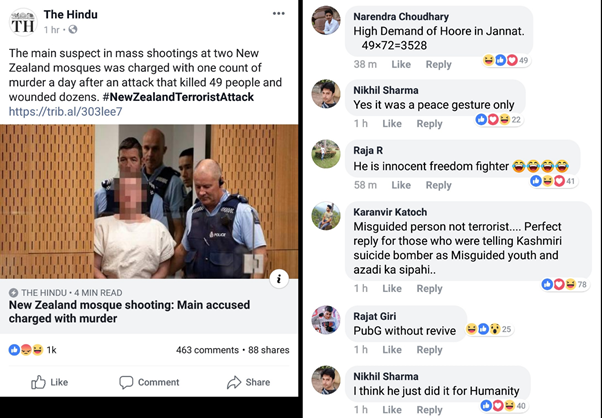 TH
The Hindu
1 hr
The main suspect in mass shootings at two New
Zealand mosques was charged with one count of
murder a day after an attack that killed 49 people and
wounded dozens. #NewZealandTerroristAttack
https://trib.al/303lee7
POLICE
i
THE HINDU • 4 MIN READ
New Zealand mosque shooting: Main accused
charged with murder
1k
463 comments • 88 shares
Like
Comment
Share
Narendra Choudhary
High Demand of Hoore in Jannat.
49×72=3528
49
38 m Like Reply
Nikhil Sharma
Yes it was a peace gesture only
22
1 h Like Reply
Raja R
He is innocent freedom fighter 😂😂😂😂
41
58 m Like Reply
Karanvir Katoch
Misguided person not terrorist.... Perfect
reply for those who were telling Kashmiri
suicide bomber as Misguided youth and
azadi ka sipahi..
78
1 h Like Reply
Rajat Giri
PubG without revive
25
1 h Like Reply
Nikhil Sharma
I think he just did it for Humanity
40
1 h Like Reply